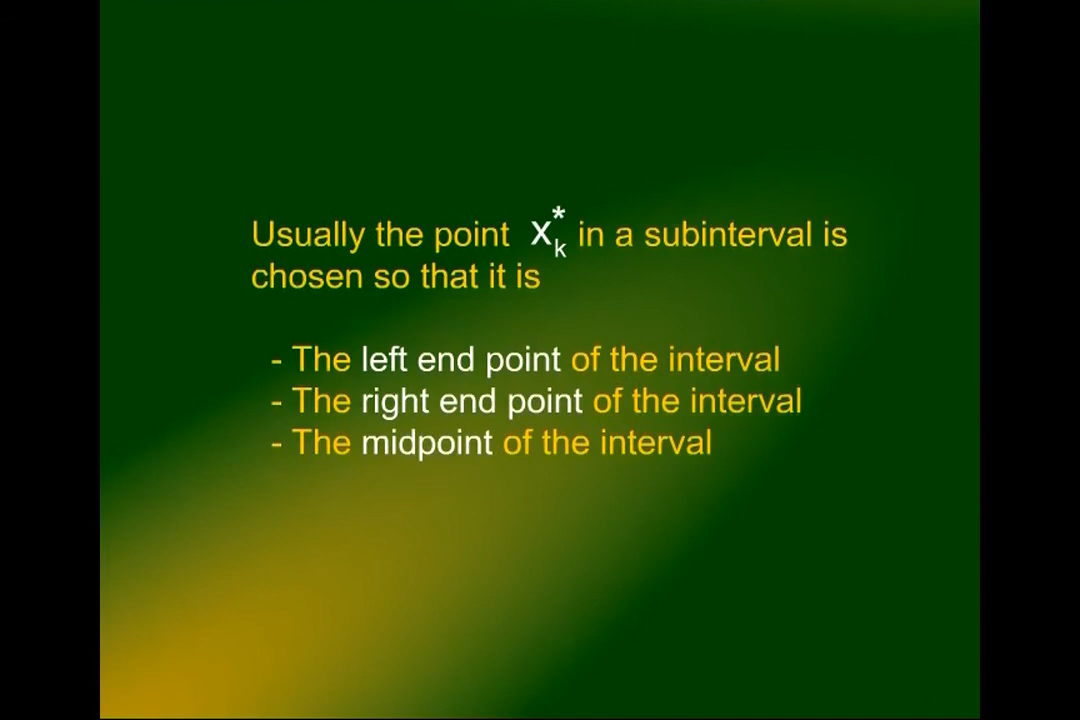 Usually the point x*k in a subinterval is
chosen so that it is
- The left end point of the interval
- The right end point of the interval
- The midpoint of the interval